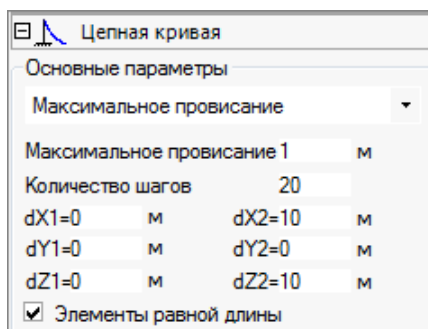 Цепная кривая
Основные параметры
Максимальное провисание
Максимальное провисание 1 м
Количество шагов 20
dX1=0 м dX2=10 м
dY1=0 м dY2=0 м
dZ1=0 м dZ2=10 м
Элементы равной длины